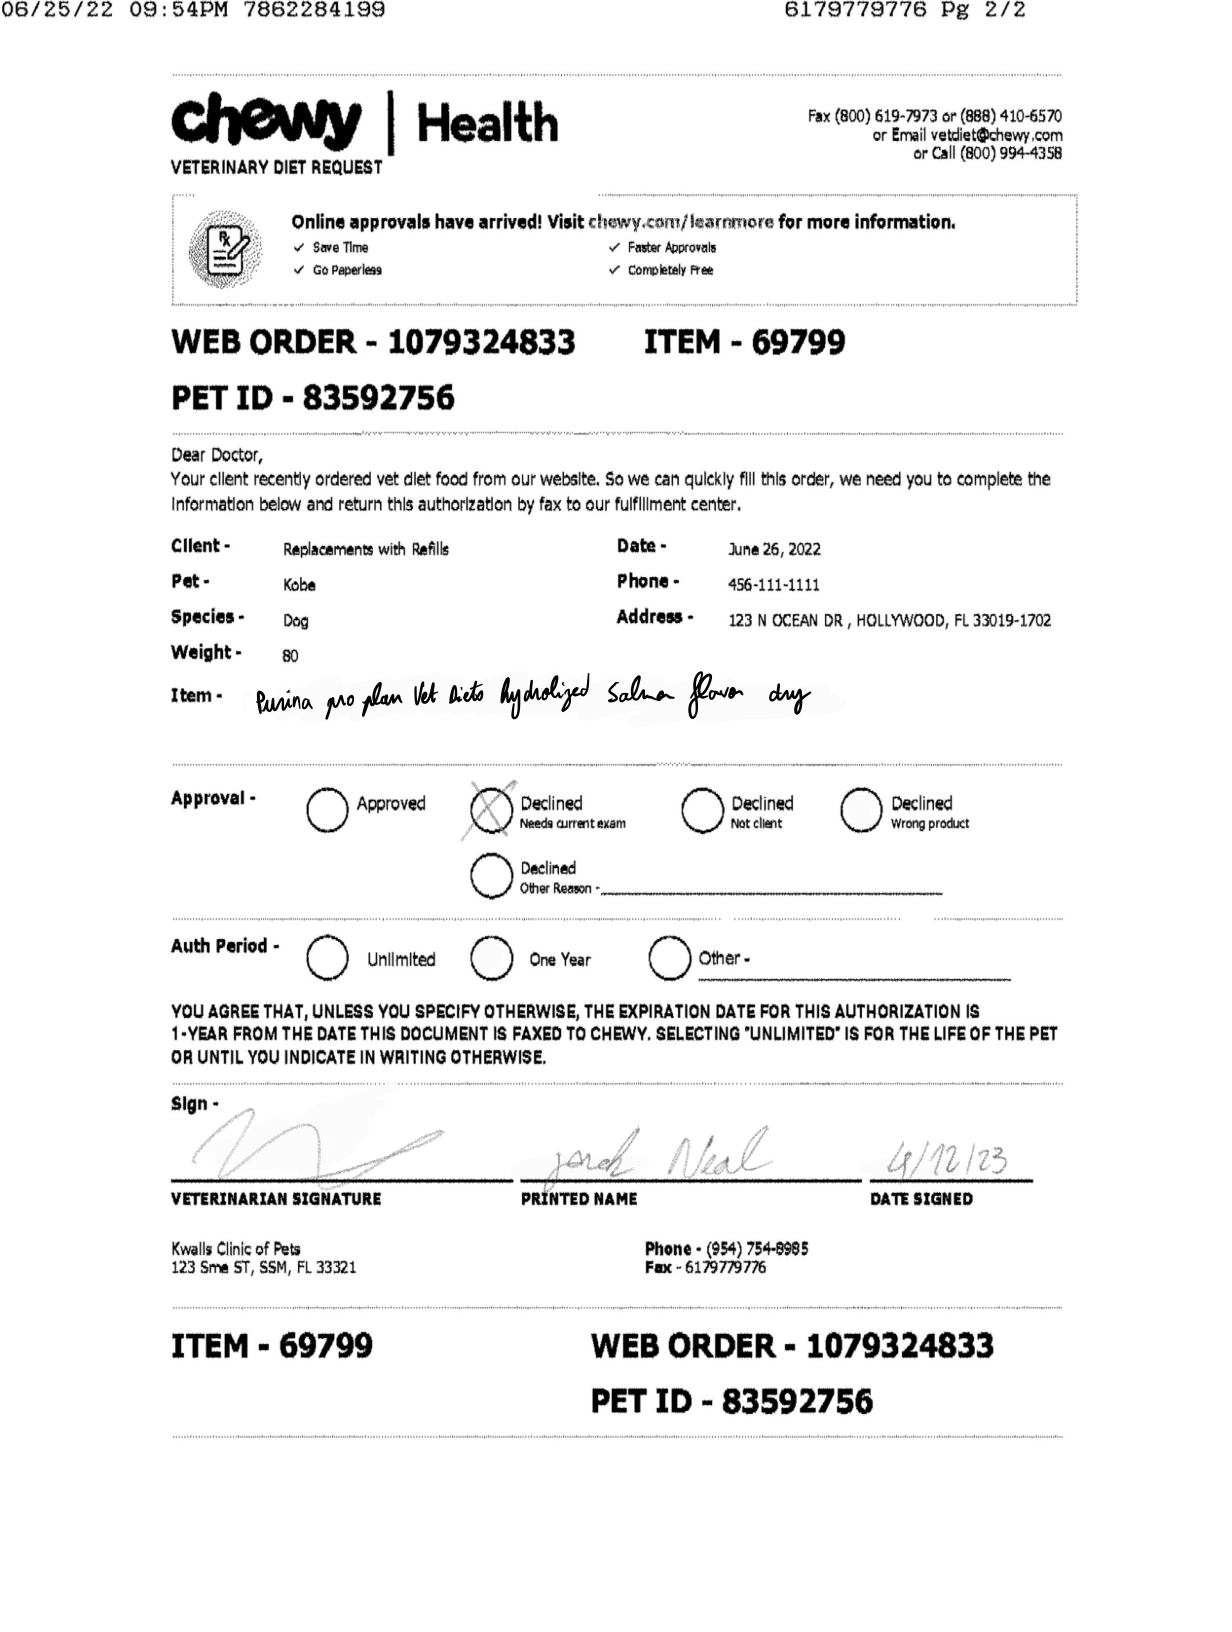 06/25/22 09:54PM 7862284199 6179779776 Pg 2/2
chewy | Health
VETERINARY DIET REQUEST
Fax (800) 619-7973 or (888) 410-6570
or Email vetdiet@chewy.com
or Call (800) 994-4358
Online approvals have arrived! Visit chewy.com/learnmore for more information.
✓ Save Time ✓ Faster Approvals
✓ Go Paperless ✓ Completely Free
Rx
WEB ORDER - 1079324833 ITEM - 69799
PET ID - 83592756
Dear Doctor,
Your client recently ordered vet diet food from our website. So we can quickly fill this order, we need you to complete the
information below and return this authorization by fax to our fulfillment center.
Client - Replacements with Refills Date - June 26, 2022
Pet - Kobe Phone - 456-111-1111
Species - Dog Address - 123 N OCEAN DR , HOLLYWOOD, FL 33019-1702
Weight - 80
Item - Purina pro plan Vet Diets hydrolized Salmon flavor dry
Approval - Approved Declined Declined Declined
Needs current exam Not client Wrong product
Declined
Other Reason -
Auth Period - Unlimited One Year Other -
YOU AGREE THAT, UNLESS YOU SPECIFY OTHERWISE, THE EXPIRATION DATE FOR THIS AUTHORIZATION IS
1-YEAR FROM THE DATE THIS DOCUMENT IS FAXED TO CHEWY. SELECTING "UNLIMITED" IS FOR THE LIFE OF THE PET
OR UNTIL YOU INDICATE IN WRITING OTHERWISE.
Sign -
Neal 4/12/23
VETERINARIAN SIGNATURE PRINTED NAME DATE SIGNED
Kwalls Clinic of Pets Phone - (954) 754-8985
123 Sme ST, SSM, FL 33321 Fax - 6179779776
ITEM - 69799 WEB ORDER - 1079324833
PET ID - 83592756